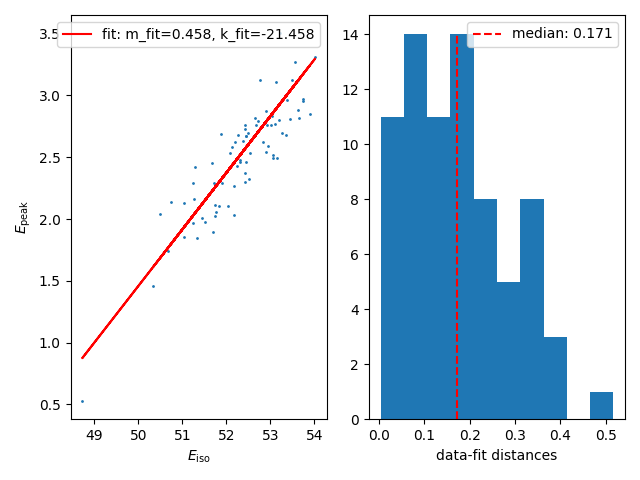 fit: m_fit=0.458, k_fit=-21.458
3.5
3.0
2.5
2.0
1.5
1.0
0.5
E_peak
49 50 51 52 53 54
E_iso
median: 0.171
14
12
10
8
6
4
2
0
0.0 0.1 0.2 0.3 0.4 0.5
data-fit distances